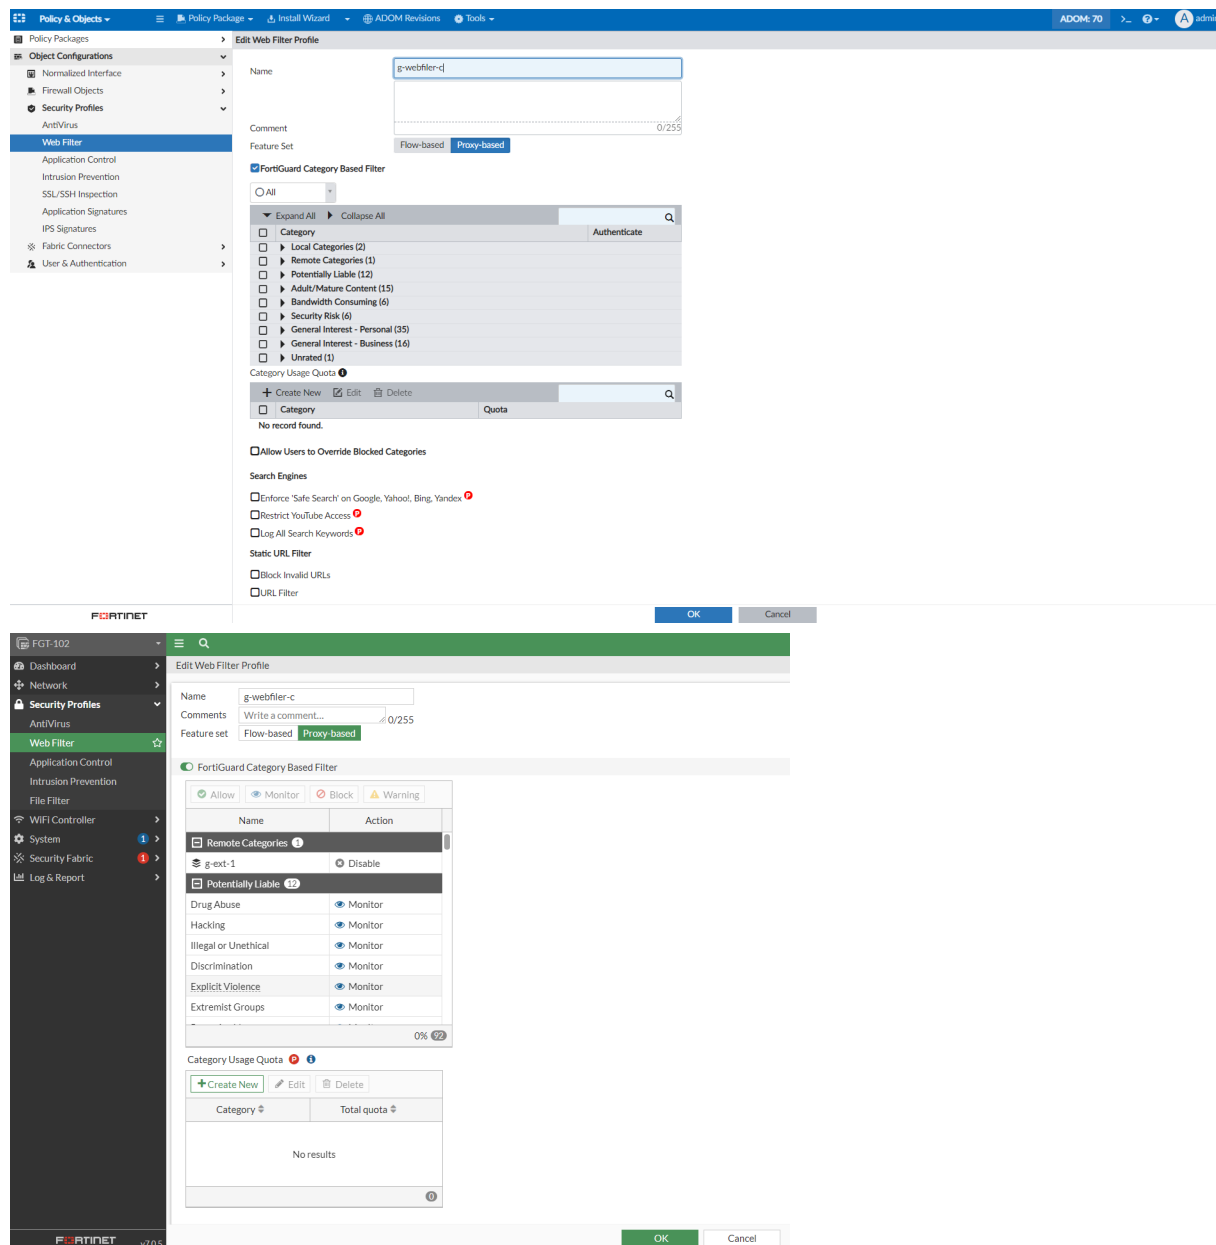 Policy & Objects
Policy Package
Install Wizard
ADOM Revisions
Tools
ADOM: 70
>_
A
admin
Policy Packages
Object Configurations
Normalized Interface
Firewall Objects
Security Profiles
AntiVirus
Web Filter
Application Control
Intrusion Prevention
SSL/SSH Inspection
Application Signatures
IPS Signatures
Fabric Connectors
User & Authentication
FORTINET
Edit Web Filter Profile
Name
g-webfiler-c
Comment
0/255
Feature Set
Flow-based
Proxy-based
FortiGuard Category Based Filter
All
Expand All
Collapse All
Category
Authenticate
Local Categories (2)
Remote Categories (1)
Potentially Liable (12)
Adult/Mature Content (15)
Bandwidth Consuming (6)
Security Risk (6)
General Interest - Personal (35)
General Interest - Business (16)
Unrated (1)
Category Usage Quota
Create New
Edit
Delete
Category
Quota
No record found.
Allow Users to Override Blocked Categories
Search Engines
Enforce 'Safe Search' on Google, Yahoo!, Bing, Yandex P
Restrict YouTube Access P
Log All Search Keywords P
Static URL Filter
Block Invalid URLs
URL Filter
OK
Cancel
FGT-102
Dashboard
Network
Security Profiles
AntiVirus
Web Filter
Application Control
Intrusion Prevention
File Filter
WiFi Controller
System 1
Security Fabric 1
Log & Report
FORTINET
v7.0.5
Edit Web Filter Profile
Name
g-webfiler-c
Comments
Write a comment...
0/255
Feature set
Flow-based
Proxy-based
FortiGuard Category Based Filter
Allow
Monitor
Block
Warning
Name
Action
Remote Categories 1
g-ext-1
Disable
Potentially Liable 12
Drug Abuse
Monitor
Hacking
Monitor
Illegal or Unethical
Monitor
Discrimination
Monitor
Explicit Violence
Monitor
Extremist Groups
Monitor
0% 92
Category Usage Quota P
Create New
Edit
Delete
Category
Total quota
No results
0
OK
Cancel